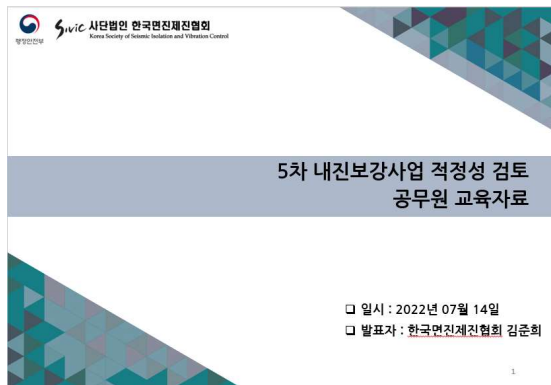 행정안전부
Sivic 사단법인 한국면진제진협회
Korea Society of Seismic Isolation and Vibration Control
5차 내진보강사업 적정성 검토
공무원 교육자료
❑ 일시 : 2022년 07월 14일
❑ 발표자 : 한국면진제진협회 김준희
1